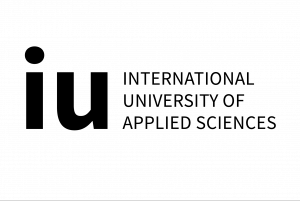 iu
INTERNATIONAL
UNIVERSITY OF
APPLIED SCIENCES